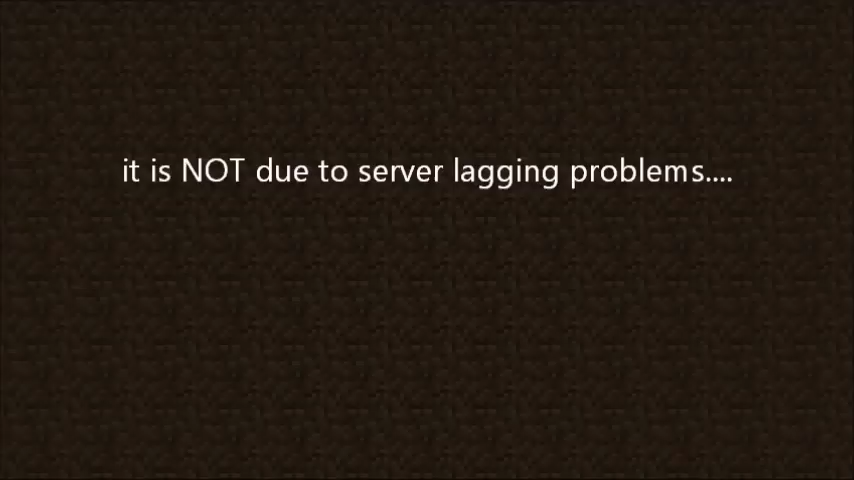 it is NOT due to server lagging problems....